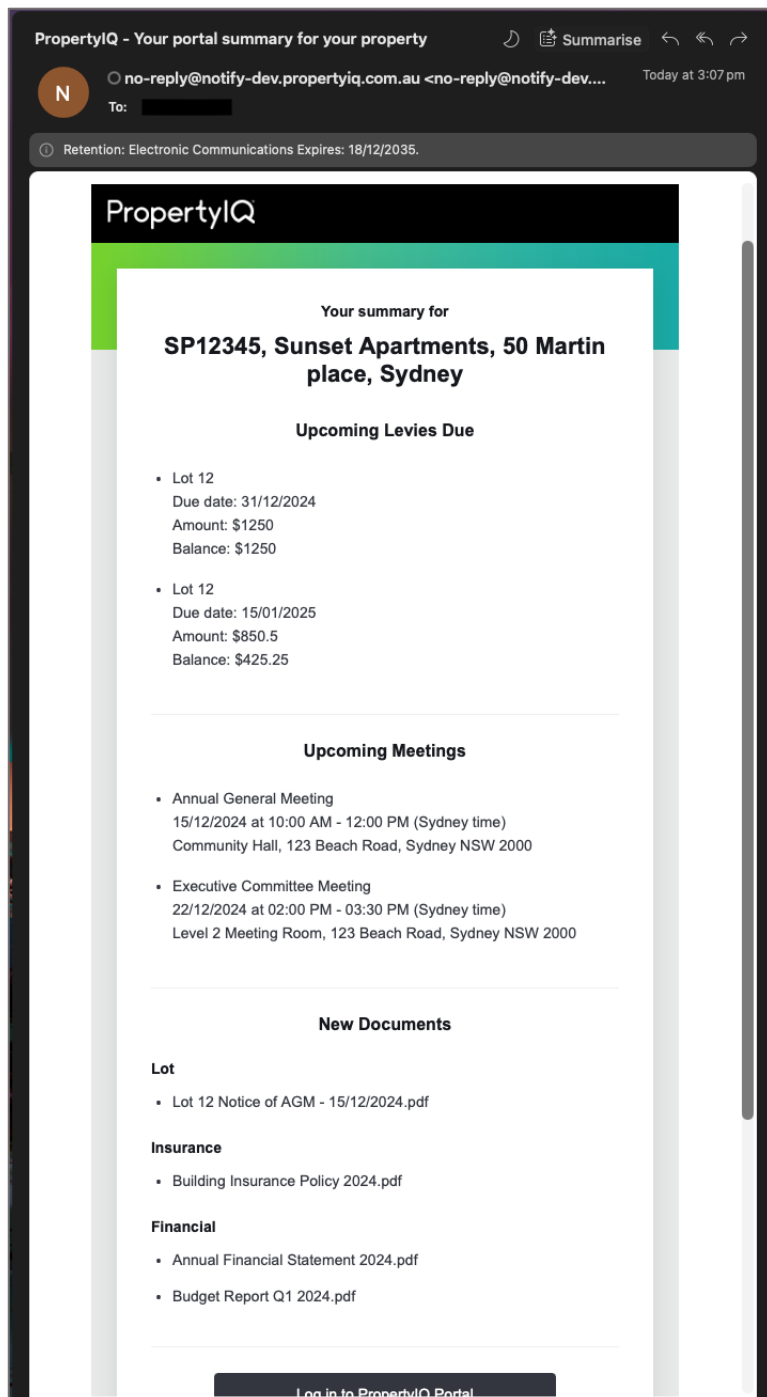 PropertyIQ - Your portal summary for your property
Summarise
N
no-reply@notify-dev.propertyiq.com.au <no-reply@notify-dev....
Today at 3:07 pm
To:
Retention: Electronic Communications Expires: 18/12/2035.
PropertyIQ
Your summary for
SP12345, Sunset Apartments, 50 Martin
place, Sydney
Upcoming Levies Due
• Lot 12
Due date: 31/12/2024
Amount: $1250
Balance: $1250
• Lot 12
Due date: 15/01/2025
Amount: $850.5
Balance: $425.25
Upcoming Meetings
• Annual General Meeting
15/12/2024 at 10:00 AM - 12:00 PM (Sydney time)
Community Hall, 123 Beach Road, Sydney NSW 2000
• Executive Committee Meeting
22/12/2024 at 02:00 PM - 03:30 PM (Sydney time)
Level 2 Meeting Room, 123 Beach Road, Sydney NSW 2000
New Documents
Lot
• Lot 12 Notice of AGM - 15/12/2024.pdf
Insurance
• Building Insurance Policy 2024.pdf
Financial
• Annual Financial Statement 2024.pdf
• Budget Report Q1 2024.pdf
Log in to PropertyIQ Portal